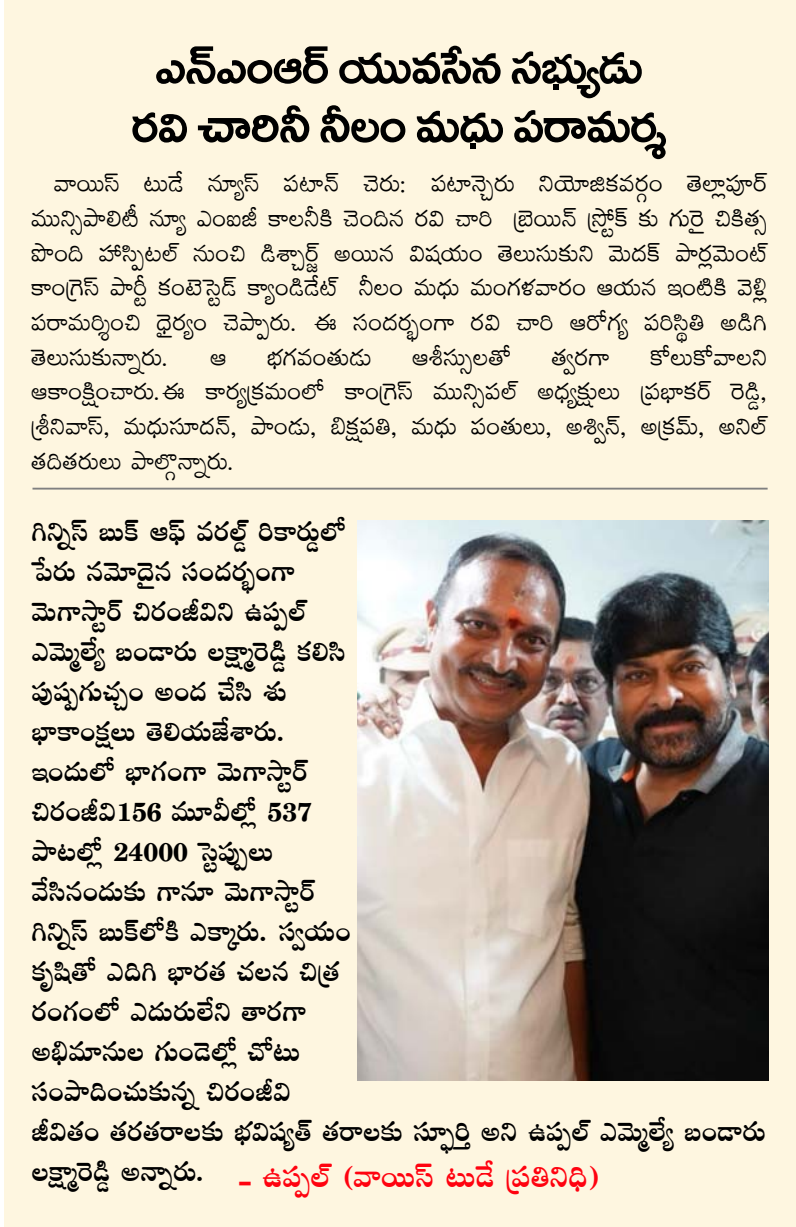 ఎన్ఎంఆర్ యువసేన సభ్యుడు
రవి చారినీ నీలం మధు పరామర్శ
వాయిస్ టుడే న్యూస్ పటాన్ చెరు: పటాన్చెరు నియోజికవర్గం తెల్లాపూర్
మున్సిపాలిటీ న్యూ ఎంఐజీ కాలనీకి చెందిన రవి చారి బ్రెయిన్ స్ట్రోక్ కు గురై చికిత్స
పొంది హాస్పిటల్ నుంచి డిశ్చార్జ్ అయిన విషయం తెలుసుకుని మెదక్ పార్లమెంట్
కాంగ్రెస్ పార్టీ కంటెస్టెడ్ క్యాండిడేట్ నీలం మధు మంగళవారం ఆయన ఇంటికి వెళ్లి
పరామర్శించి ధైర్యం చెప్పారు. ఈ సందర్భంగా రవి చారి ఆరోగ్య పరిస్థితి అడిగి
తెలుసుకున్నారు. ఆ భగవంతుడు ఆశీస్సులతో త్వరగా కోలుకోవాలని
ఆకాంక్షించారు.ఈ కార్యక్రమంలో కాంగ్రెస్ మున్సిపల్ అధ్యక్షులు ప్రభాకర్ రెడ్డి,
శ్రీనివాస్, మధుసూదన్, పాండు, బిక్షపతి, మధు పంతులు, అశ్విన్, అక్రమ్, అనిల్
తదితరులు పాల్గొన్నారు.
గిన్నిస్ బుక్ ఆఫ్ వరల్డ్ రికార్డులో
పేరు నమోదైన సందర్భంగా
మెగాస్టార్ చిరంజీవిని ఉప్పల్
ఎమ్మెల్యే బండారు లక్ష్మారెడ్డి కలిసి
పుష్పగుచ్ఛం అంద చేసి శు
భాకాంక్షలు తెలియజేశారు.
ఇందులో భాగంగా మెగాస్టార్
చిరంజీవి156 మూవీల్లో 537
పాటల్లో 24000 స్టెప్పులు
వేసినందుకు గానూ మెగాస్టార్
గిన్నిస్ బుక్‌లోకి ఎక్కారు. స్వయం
కృషితో ఎదిగి భారత చలన చిత్ర
రంగంలో ఎదురులేని తారగా
అభిమానుల గుండెల్లో చోటు
సంపాదించుకున్న చిరంజీవి
జీవితం తరతరాలకు భవిష్యత్ తరాలకు స్ఫూర్తి అని ఉప్పల్ ఎమ్మెల్యే బండారు
లక్ష్మారెడ్డి అన్నారు. - ఉప్పల్ (వాయిస్ టుడే ప్రతినిధి)